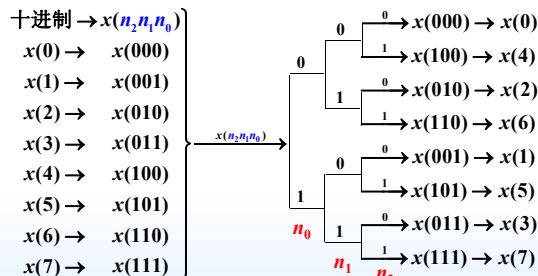 十进制 → x(n₂n₁n₀)
x(0) → x(000)
x(1) → x(001)
x(2) → x(010)
x(3) → x(011)
x(4) → x(100)
x(5) → x(101)
x(6) → x(110)
x(7) → x(111)
x(n₂n₁n₀)
0
1
n₀
0
1
0
1
n₁
0 x(000) → x(0)
1 x(100) → x(4)
0 x(010) → x(2)
1 x(110) → x(6)
0 x(001) → x(1)
1 x(101) → x(5)
0 x(011) → x(3)
1 x(111) → x(7)